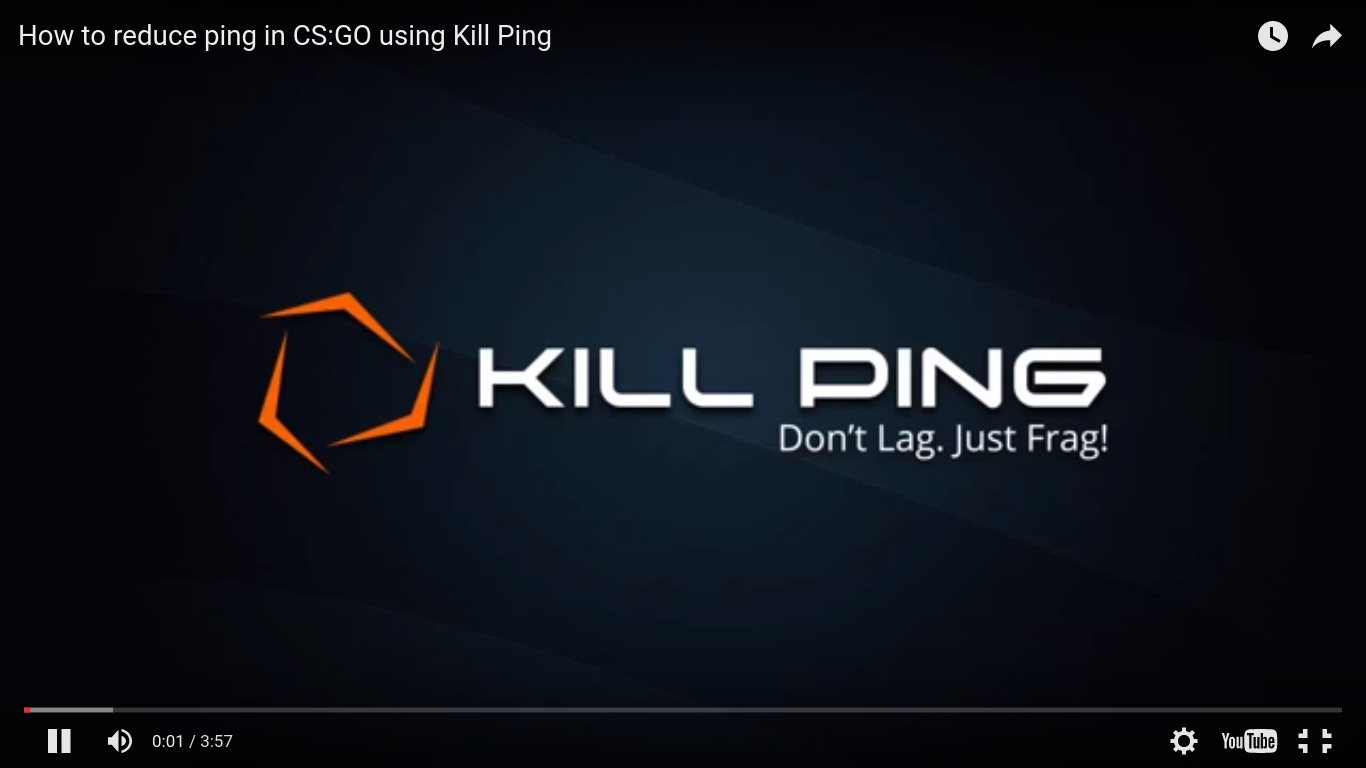 How to reduce ping in CS:GO using Kill Ping
KILL PING
Don't Lag. Just Frag!
0:01 / 3:57
YouTube